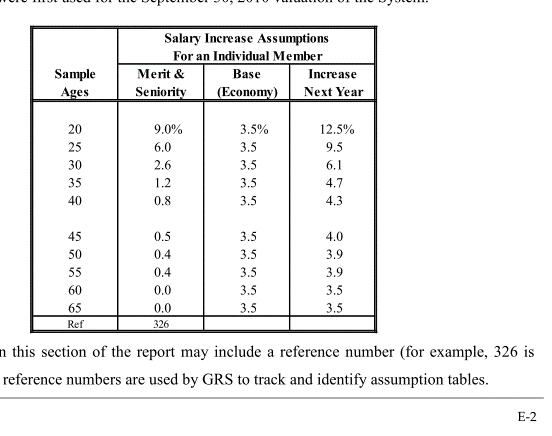 were first used for the September 30, 2010 valuation of the System.
Salary Increase Assumptions
For an Individual Member
Sample Merit & Base Increase
Ages Seniority (Economy) Next Year
20 9.0% 3.5% 12.5%
25 6.0 3.5 9.5
30 2.6 3.5 6.1
35 1.2 3.5 4.7
40 0.8 3.5 4.3
45 0.5 3.5 4.0
50 0.4 3.5 3.9
55 0.4 3.5 3.9
60 0.0 3.5 3.5
65 0.0 3.5 3.5
Ref 326
n this section of the report may include a reference number (for example, 326 is
reference numbers are used by GRS to track and identify assumption tables.
E-2